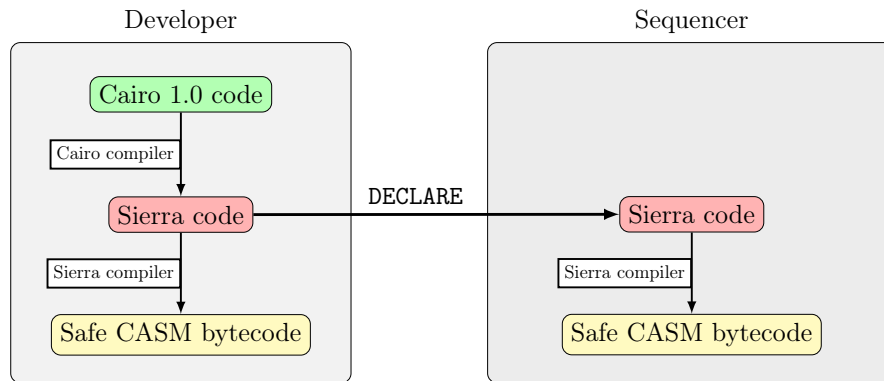 Developer
Sequencer
Cairo 1.0 code
Cairo compiler
Sierra code
DECLARE
Sierra code
Sierra compiler
Sierra compiler
Safe CASM bytecode
Safe CASM bytecode